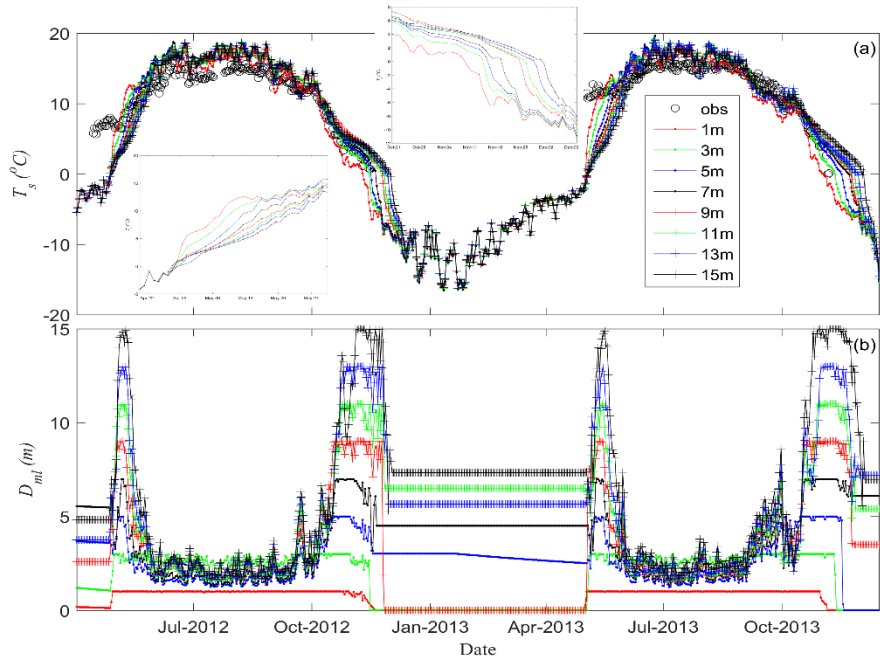 (a)
20
10
0
-10
-20
T_s (⁰C)
obs
1m
3m
5m
7m
9m
11m
13m
15m
(b)
15
10
5
0
D_ml (m)
Jul-2012 Oct-2012 Jan-2013 Apr-2013 Jul-2013 Oct-2013
Date